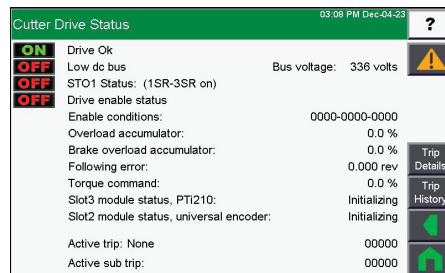 03:08 PM Dec-04-23
Cutter Drive Status
?
ON Drive Ok
OFF Low dc bus Bus voltage: 336 volts
OFF STO1 Status: (1SR-3SR on)
OFF Drive enable status
Enable conditions: 0000-0000-0000
Overload accumulator: 0.0 %
Brake overload accumulator: 0.0 %
Following error: 0.000 rev
Torque command: 0.0 %
Slot3 module status, PTi210: Initializing
Slot2 module status, universal encoder: Initializing
Active trip: None 00000
Active sub trip: 00000
Trip
Details
Trip
History